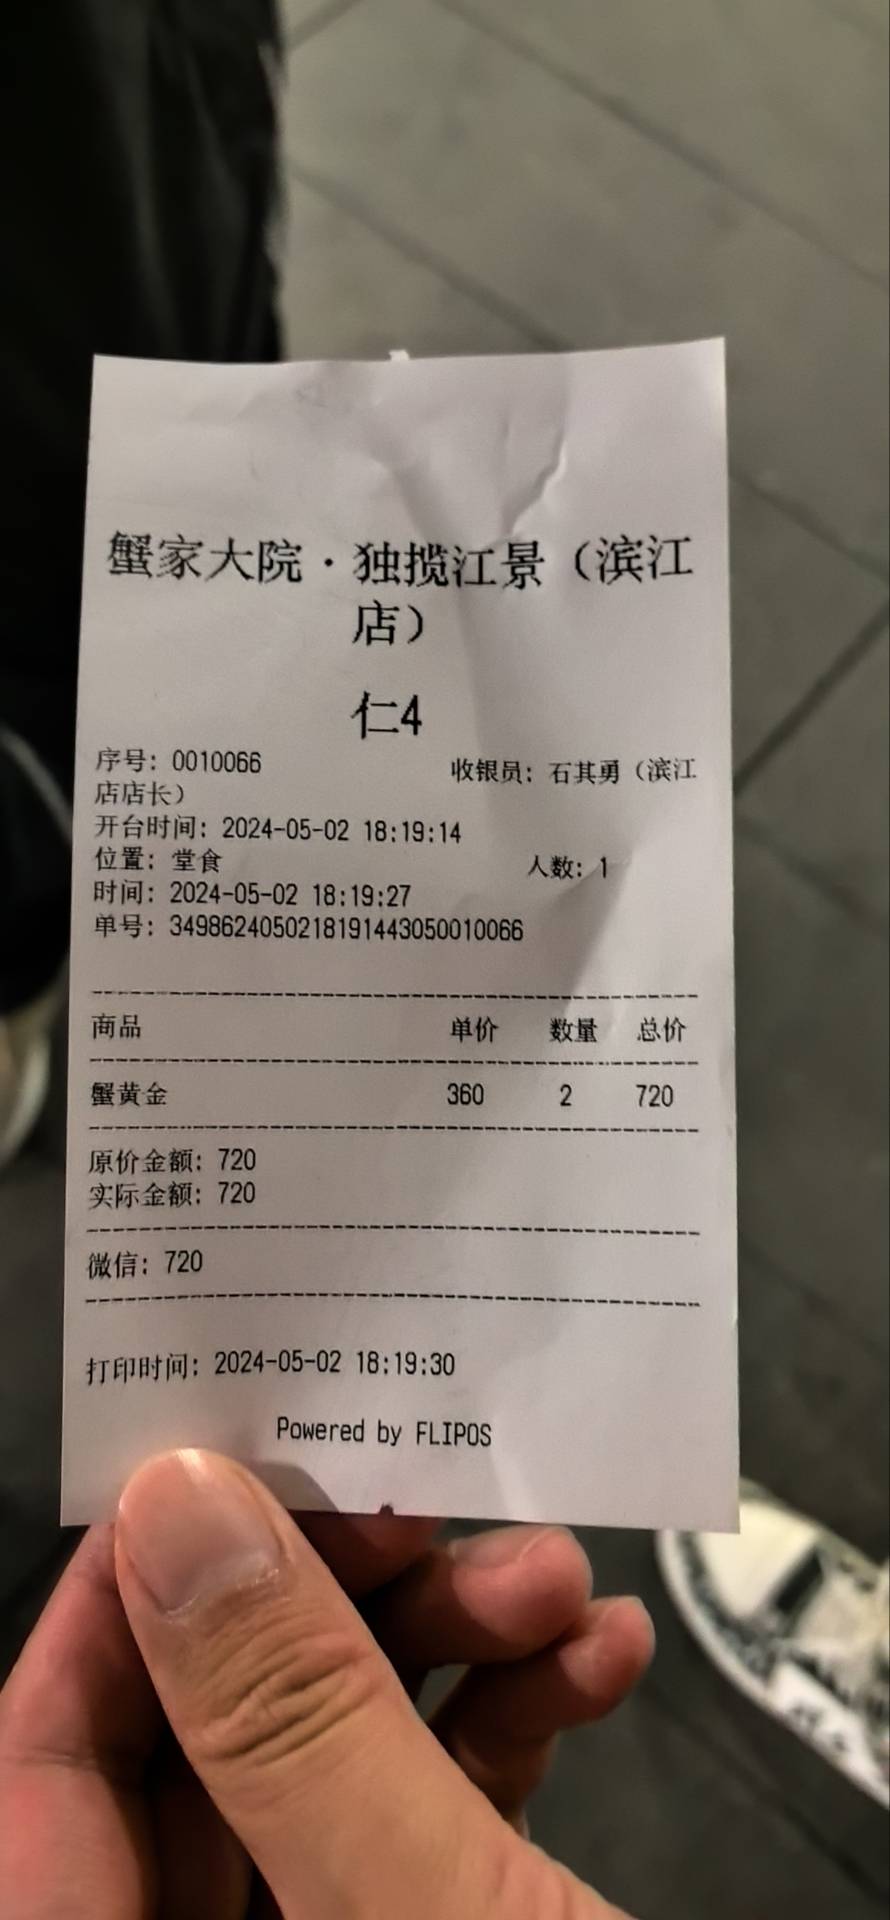 蟹家大院·独揽江景（滨江
店）
仁4
序号: 0010066 收银员: 石其勇（滨江
店店长）
开台时间: 2024-05-02 18:19:14
位置: 堂食 人数: 1
时间: 2024-05-02 18:19:27
单号: 3498624050218191443050010066
商品 单价 数量 总价
蟹黄金 360 2 720
原价金额: 720
实际金额: 720
微信: 720
打印时间: 2024-05-02 18:19:30
Powered by FLIPOS